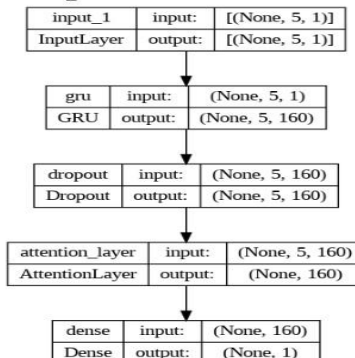 input_1 input: [(None, 5, 1)]
InputLayer output: [(None, 5, 1)]
gru input: (None, 5, 1)
GRU output: (None, 5, 160)
dropout input: (None, 5, 160)
Dropout output: (None, 5, 160)
attention_layer input: (None, 5, 160)
AttentionLayer output: (None, 160)
dense input: (None, 160)
Dense output: (None, 1)